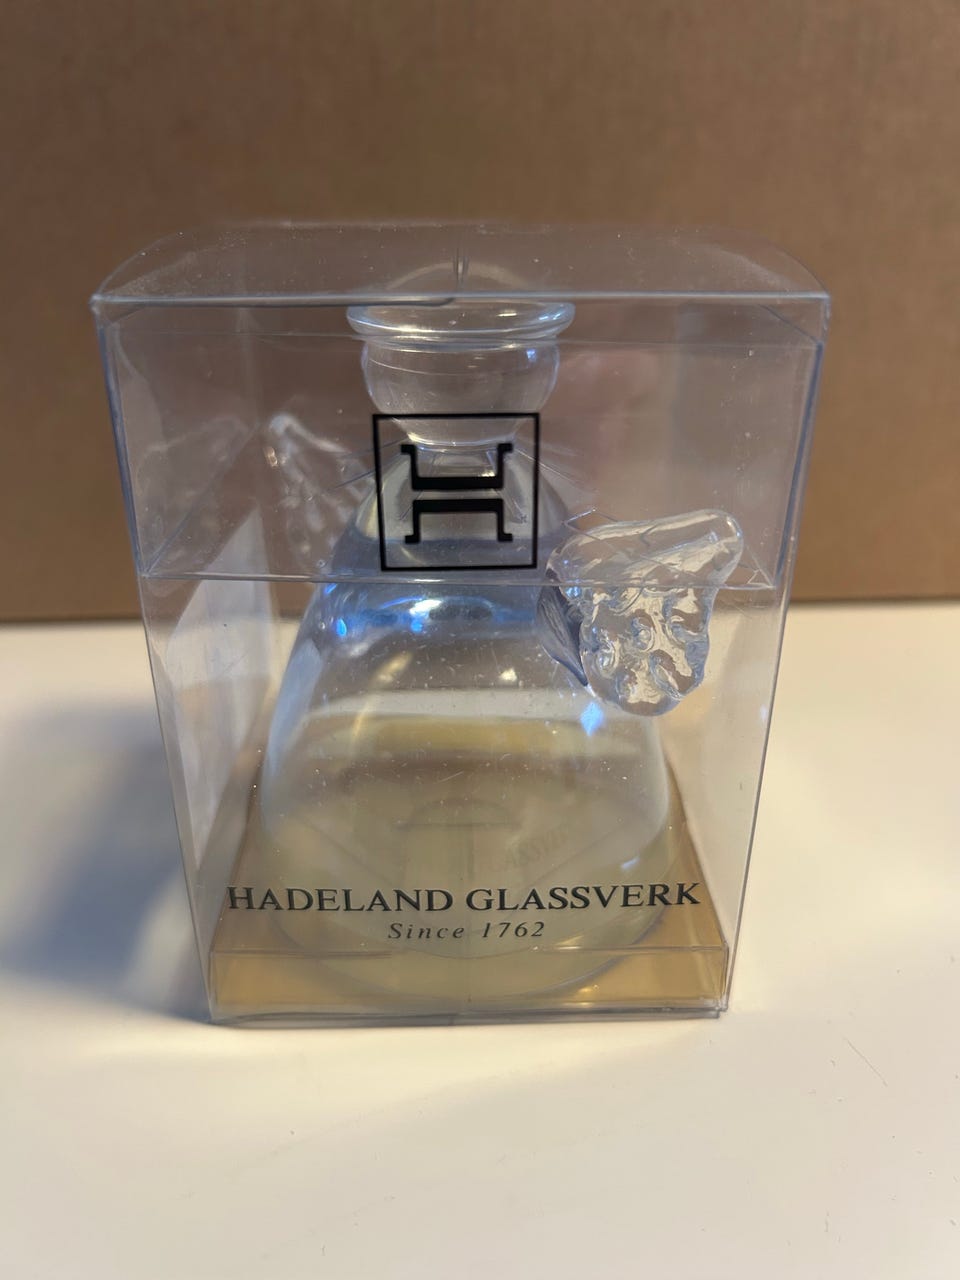 H
HADELAND GLASSVERK
Since 1762